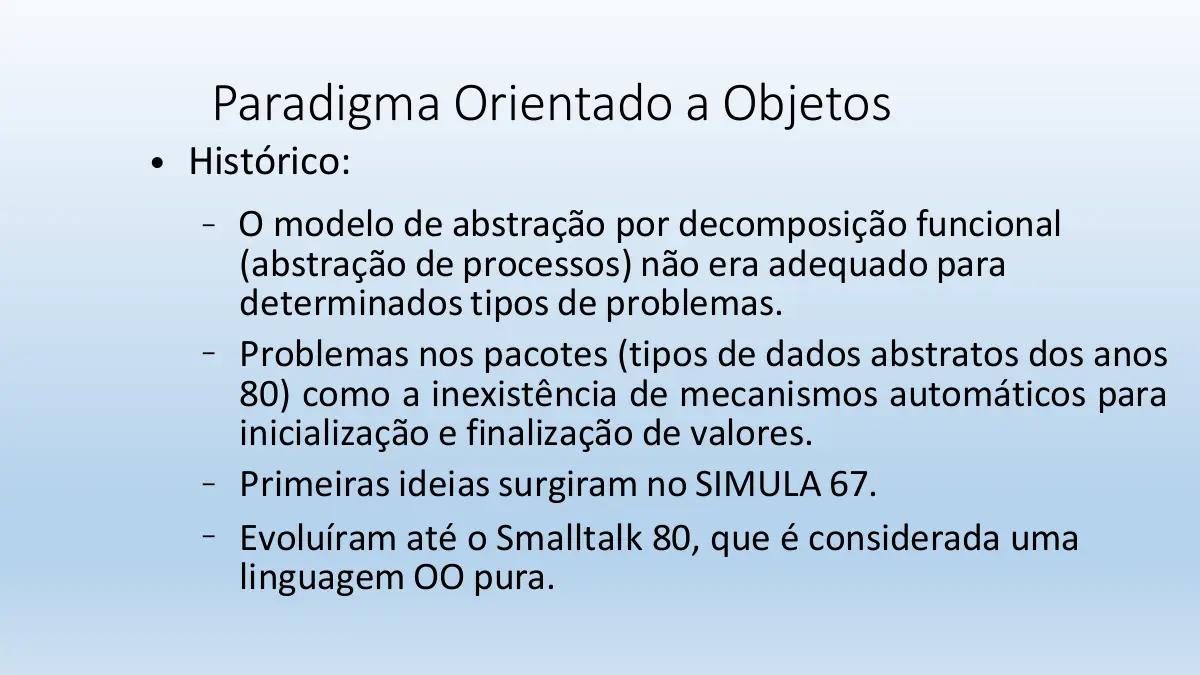 Paradigma Orientado a Objetos
• Histórico:
– O modelo de abstração por decomposição funcional
(abstração de processos) não era adequado para
determinados tipos de problemas.
– Problemas nos pacotes (tipos de dados abstratos dos anos
80) como a inexistência de mecanismos automáticos para
inicialização e finalização de valores.
– Primeiras ideias surgiram no SIMULA 67.
– Evoluíram até o Smalltalk 80, que é considerada uma
linguagem OO pura.